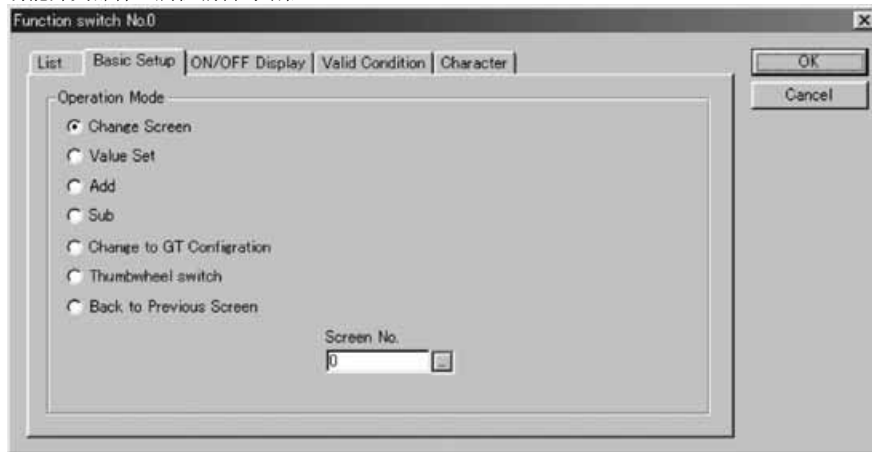 Function switch No.0
List Basic Setup ON/OFF Display Valid Condition Character
OK
Cancel
Operation Mode
Change Screen
Value Set
Add
Sub
Change to GT Configration
Thumbwheel switch
Back to Previous Screen
Screen No.
0
...